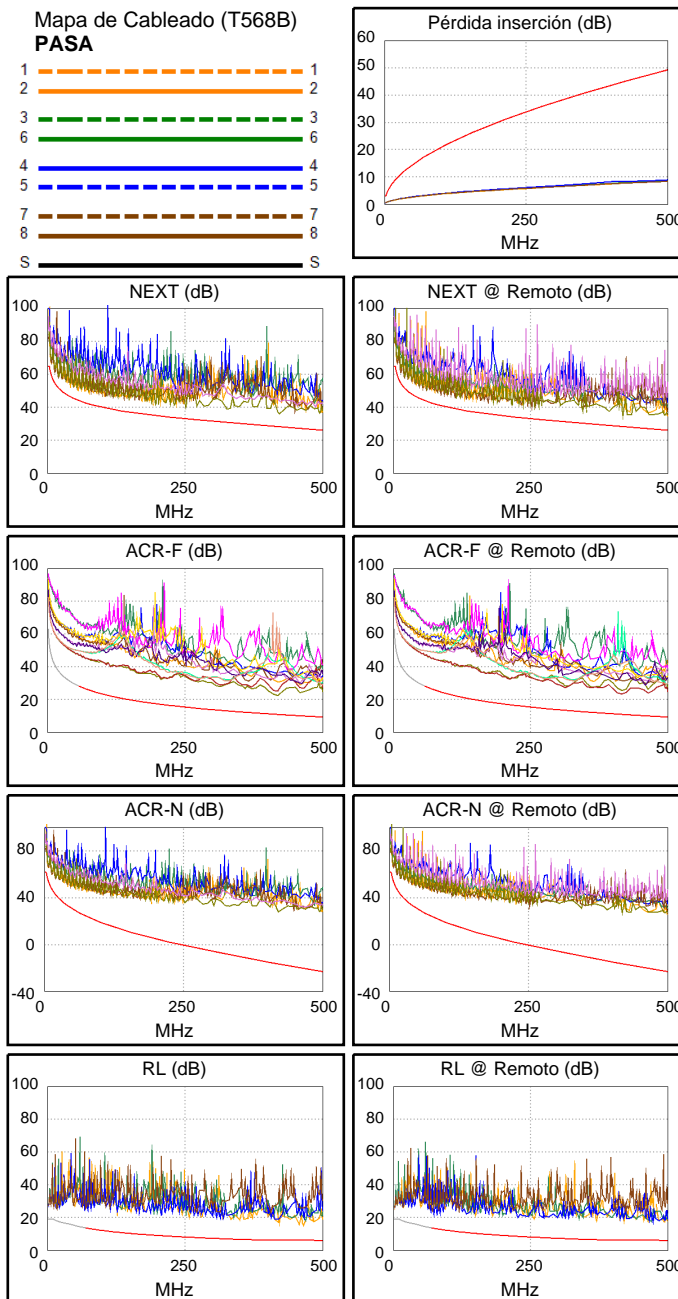 Mapa de Cableado (T568B)
PASA
1 1
2 2
3 3
6 6
4 4
5 5
7 7
8 8
S S
Pérdida inserción (dB)
60
50
40
30
20
10
0
0 250 500
MHz
NEXT (dB)
100
80
60
40
20
0
0 250 500
MHz
NEXT @ Remoto (dB)
100
80
60
40
20
0
0 250 500
MHz
ACR-F (dB)
100
80
60
40
20
0
0 250 500
MHz
ACR-F @ Remoto (dB)
100
80
60
40
20
0
0 250 500
MHz
ACR-N (dB)
80
40
0
-40
0 250 500
MHz
ACR-N @ Remoto (dB)
80
40
0
-40
0 250 500
MHz
RL (dB)
100
80
60
40
20
0
0 250 500
MHz
RL @ Remoto (dB)
100
80
60
40
20
0
0 250 500
MHz